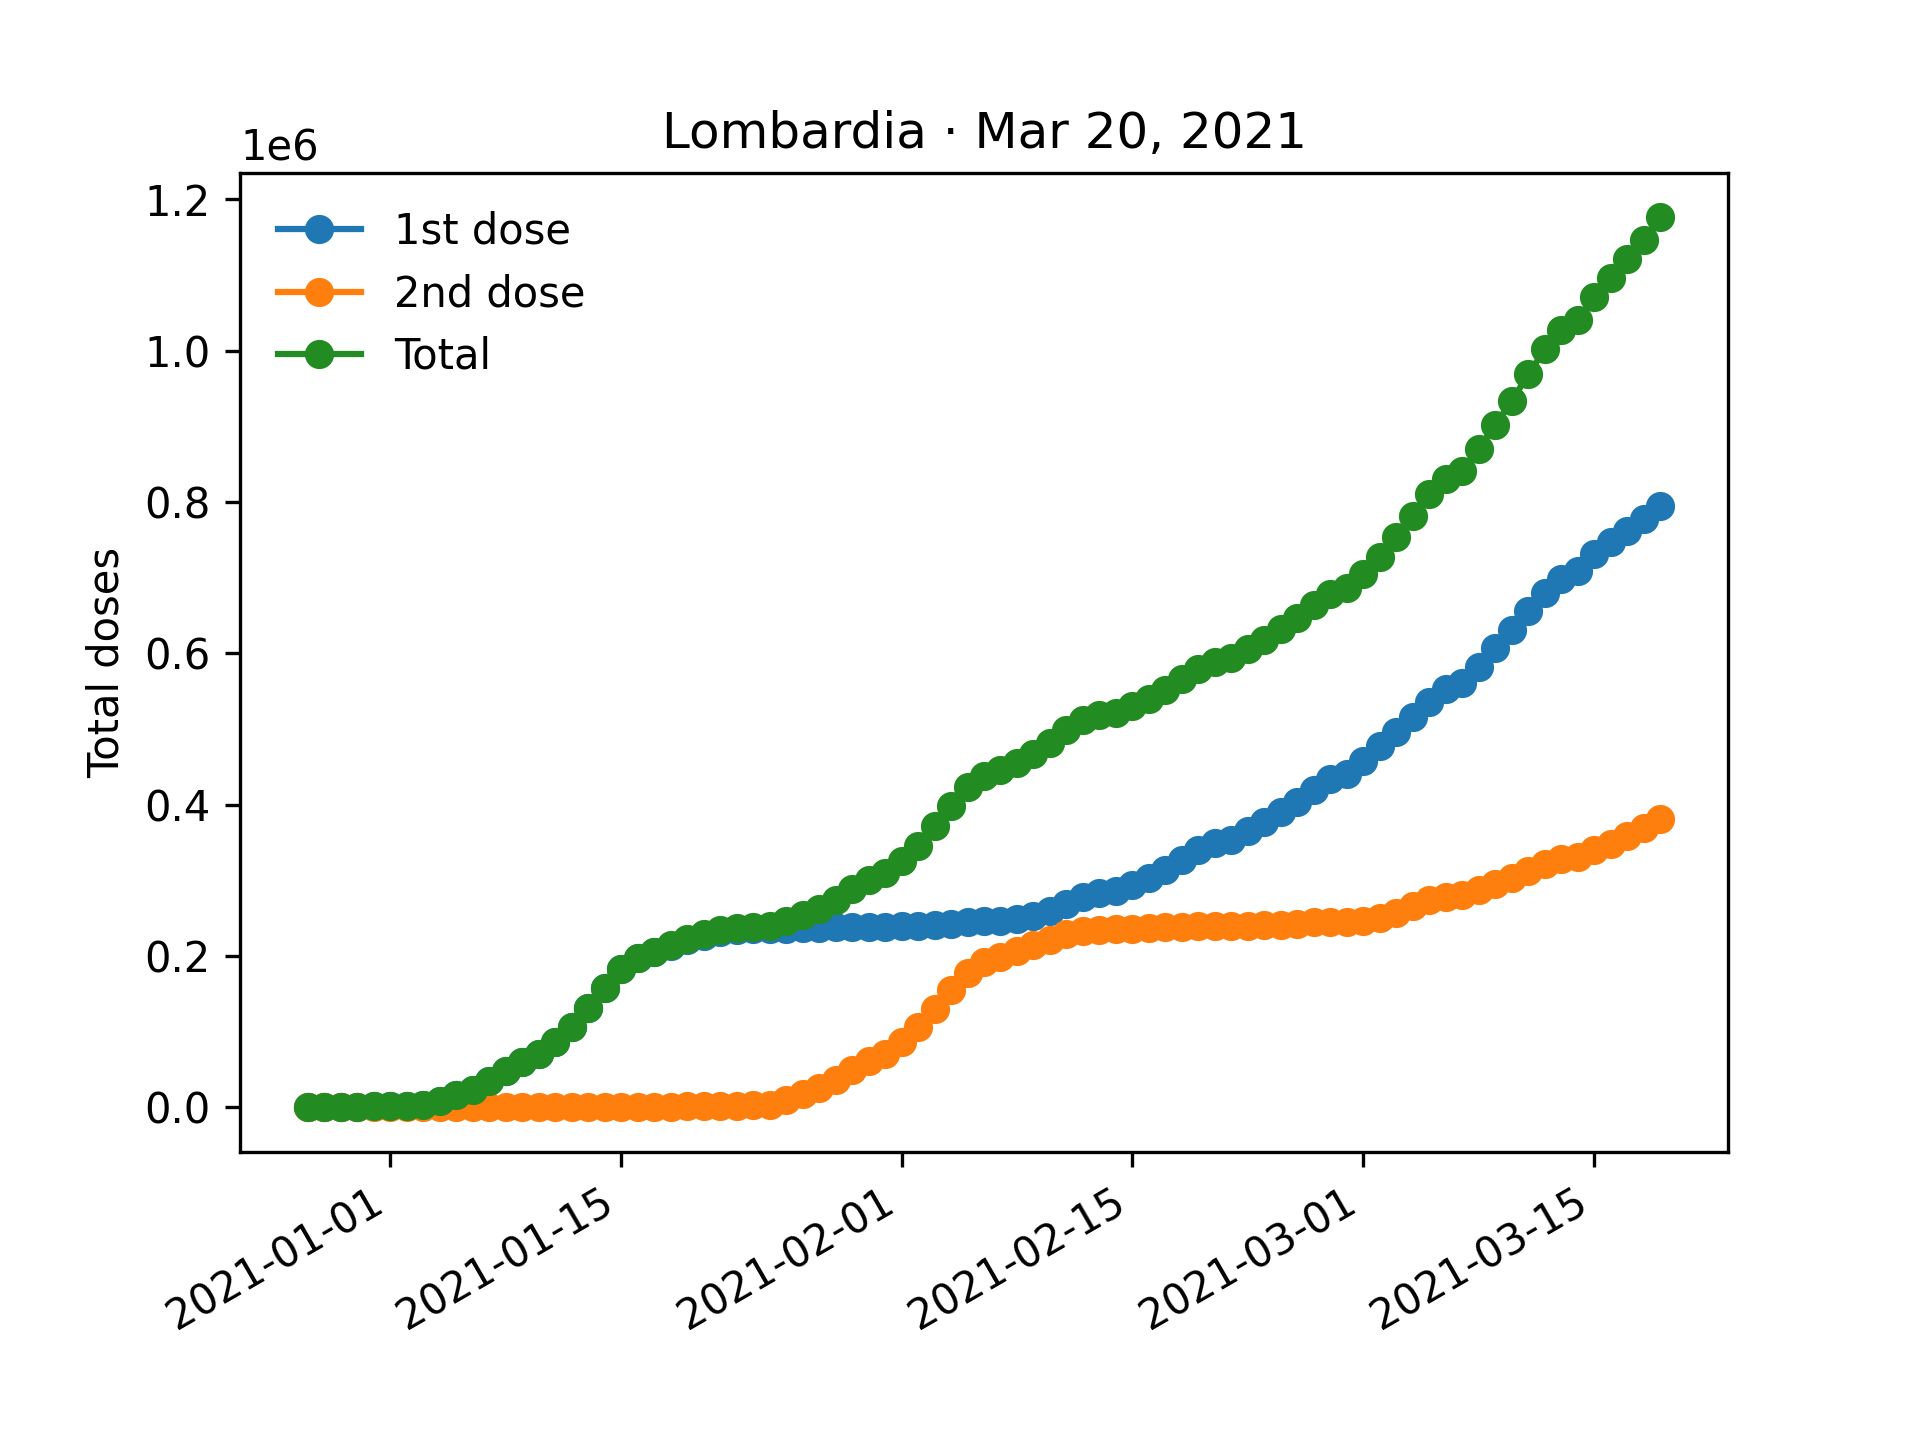 Lombardia · Mar 20, 2021
1e6
1.2
1.0
0.8
0.6
0.4
0.2
0.0
Total doses
1st dose
2nd dose
Total
2021-01-01
2021-01-15
2021-02-01
2021-02-15
2021-03-01
2021-03-15